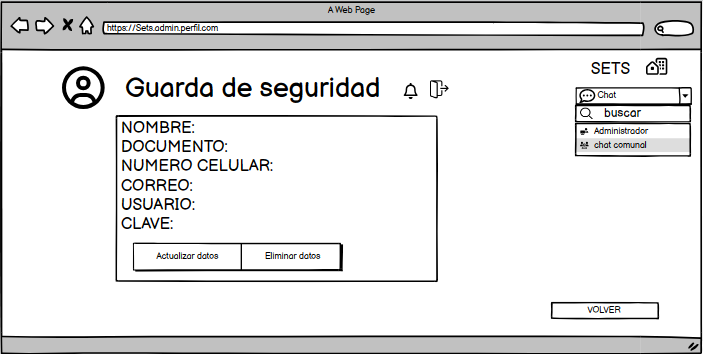 A Web Page
https://Sets.admin.perfil.com
SETS
Guarda de seguridad
Chat
buscar
Administrador
chat comunal
NOMBRE:
DOCUMENTO:
NUMERO CELULAR:
CORREO:
USUARIO:
CLAVE:
Actualizar datos
Eliminar datos
VOLVER